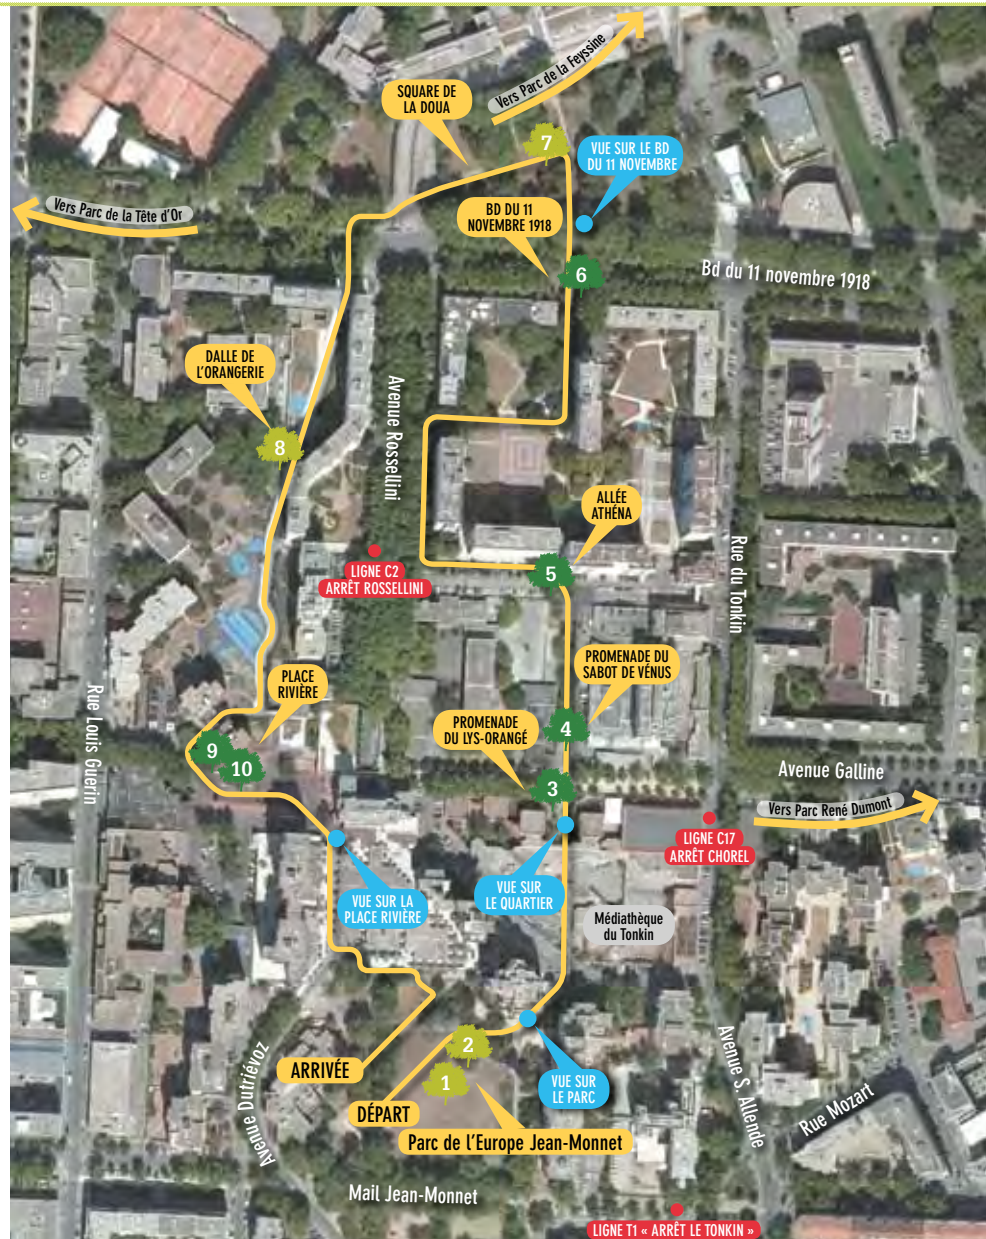 Vers Parc de la Feyssine
SQUARE DE
LA DOUA
7
VUE SUR LE BD
DU 11 NOVEMBRE
Vers Parc de la Tête d'Or
BD DU 11
NOVEMBRE 1918
6
Bd du 11 novembre 1918
DALLE DE
L'ORANGERIE
8
Avenue Rossellini
ALLÉE
ATHÉNA
5
LIGNE C2
ARRÊT ROSSELLINI
Rue du Tonkin
PROMENADE DU
SABOT DE VÉNUS
4
PLACE
RIVIÈRE
9
10
PROMENADE
DU LYS-ORANGÉ
3
Rue Louis Guerin
Avenue Galline
Vers Parc René Dumont
LIGNE C17
ARRÊT CHOREL
VUE SUR LA
PLACE RIVIÈRE
VUE SUR
LE QUARTIER
Médiathèque
du Tonkin
2
1
ARRIVÉE
DÉPART
VUE SUR
LE PARC
Parc de l'Europe Jean-Monnet
Avenue Dutriévoz
Avenue S. Allende
Rue Mozart
Mail Jean-Monnet
LIGNE T1 « ARRÊT LE TONKIN »